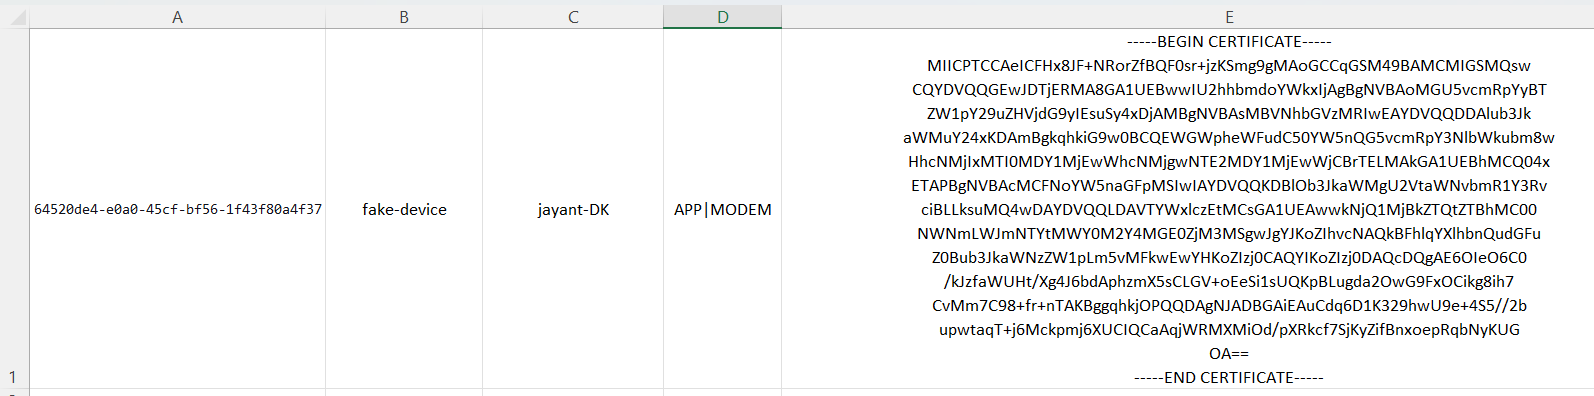 A B C D E
-----BEGIN CERTIFICATE-----
MIICPTCCAeICFHx8JF+NRorZfBQF0sr+jzKSmg9gMAoGCCqGSM49BAMCMIGSMQsw
CQYDVQQGEwJDTjERMA8GA1UEBwwIU2hhbmdoYWkxIjAgBgNVBAoMGU5vcmRpYyBT
ZW1pY29uZHVjdG9yIEsuSy4xDjAMBgNVBAsMBVNhbGVzMRIwEAYDVQQDDAlub3Jk
aWMuY24xKDAmBgkqhkiG9w0BCQEWGWpheWFudC50YW5nQG5vcmRpY3NlbWkubm8w
HhcNMjIxMTI0MDY1MjEwWhcNMjgwNTE2MDY1MjEwWjCBrTELMAkGA1UEBhMCQ04x
ETAPBgNVBAcMCFNoYW5naGFpMSIwIAYDVQQKDBlOb3JkaWMgU2VtaWNvbmR1Y3Rv
ciBLLksuMQ4wDAYDVQQLDAVTYWxlczEtMCsGA1UEAwwkNjQ1MjBkZTQtZTBhMC00
64520de4-e0a0-45cf-bf56-1f43f80a4f37 fake-device jayant-DK APP|MODEM
NWNmLWJmNTYtMWY0M2Y4MGE0ZjM3MSgwJgYJKoZIhvcNAQkBFhlqYXlhbnQudGFu
Z0Bub3JkaWNzZW1pLm5vMFkwEwYHKoZIzj0CAQYIKoZIzj0DAQcDQgAE6OIeO6C0
/kJzfaWUHt/Xg4J6bdAphzmX5sCLGV+oEeSi1sUQKpBLugda2OwG9FxOCikg8ih7
CvMm7C98+fr+nTAKBggqhkjOPQQDAgNJADBGAiEAuCdq6D1K329hwU9e+4S5//2b
upwtaqT+j6Mckpmj6XUCIQCaAqjWRMXMiOd/pXRkcf7SjKyZifBnxoepRqbNyKUG
OA==
1 -----END CERTIFICATE-----